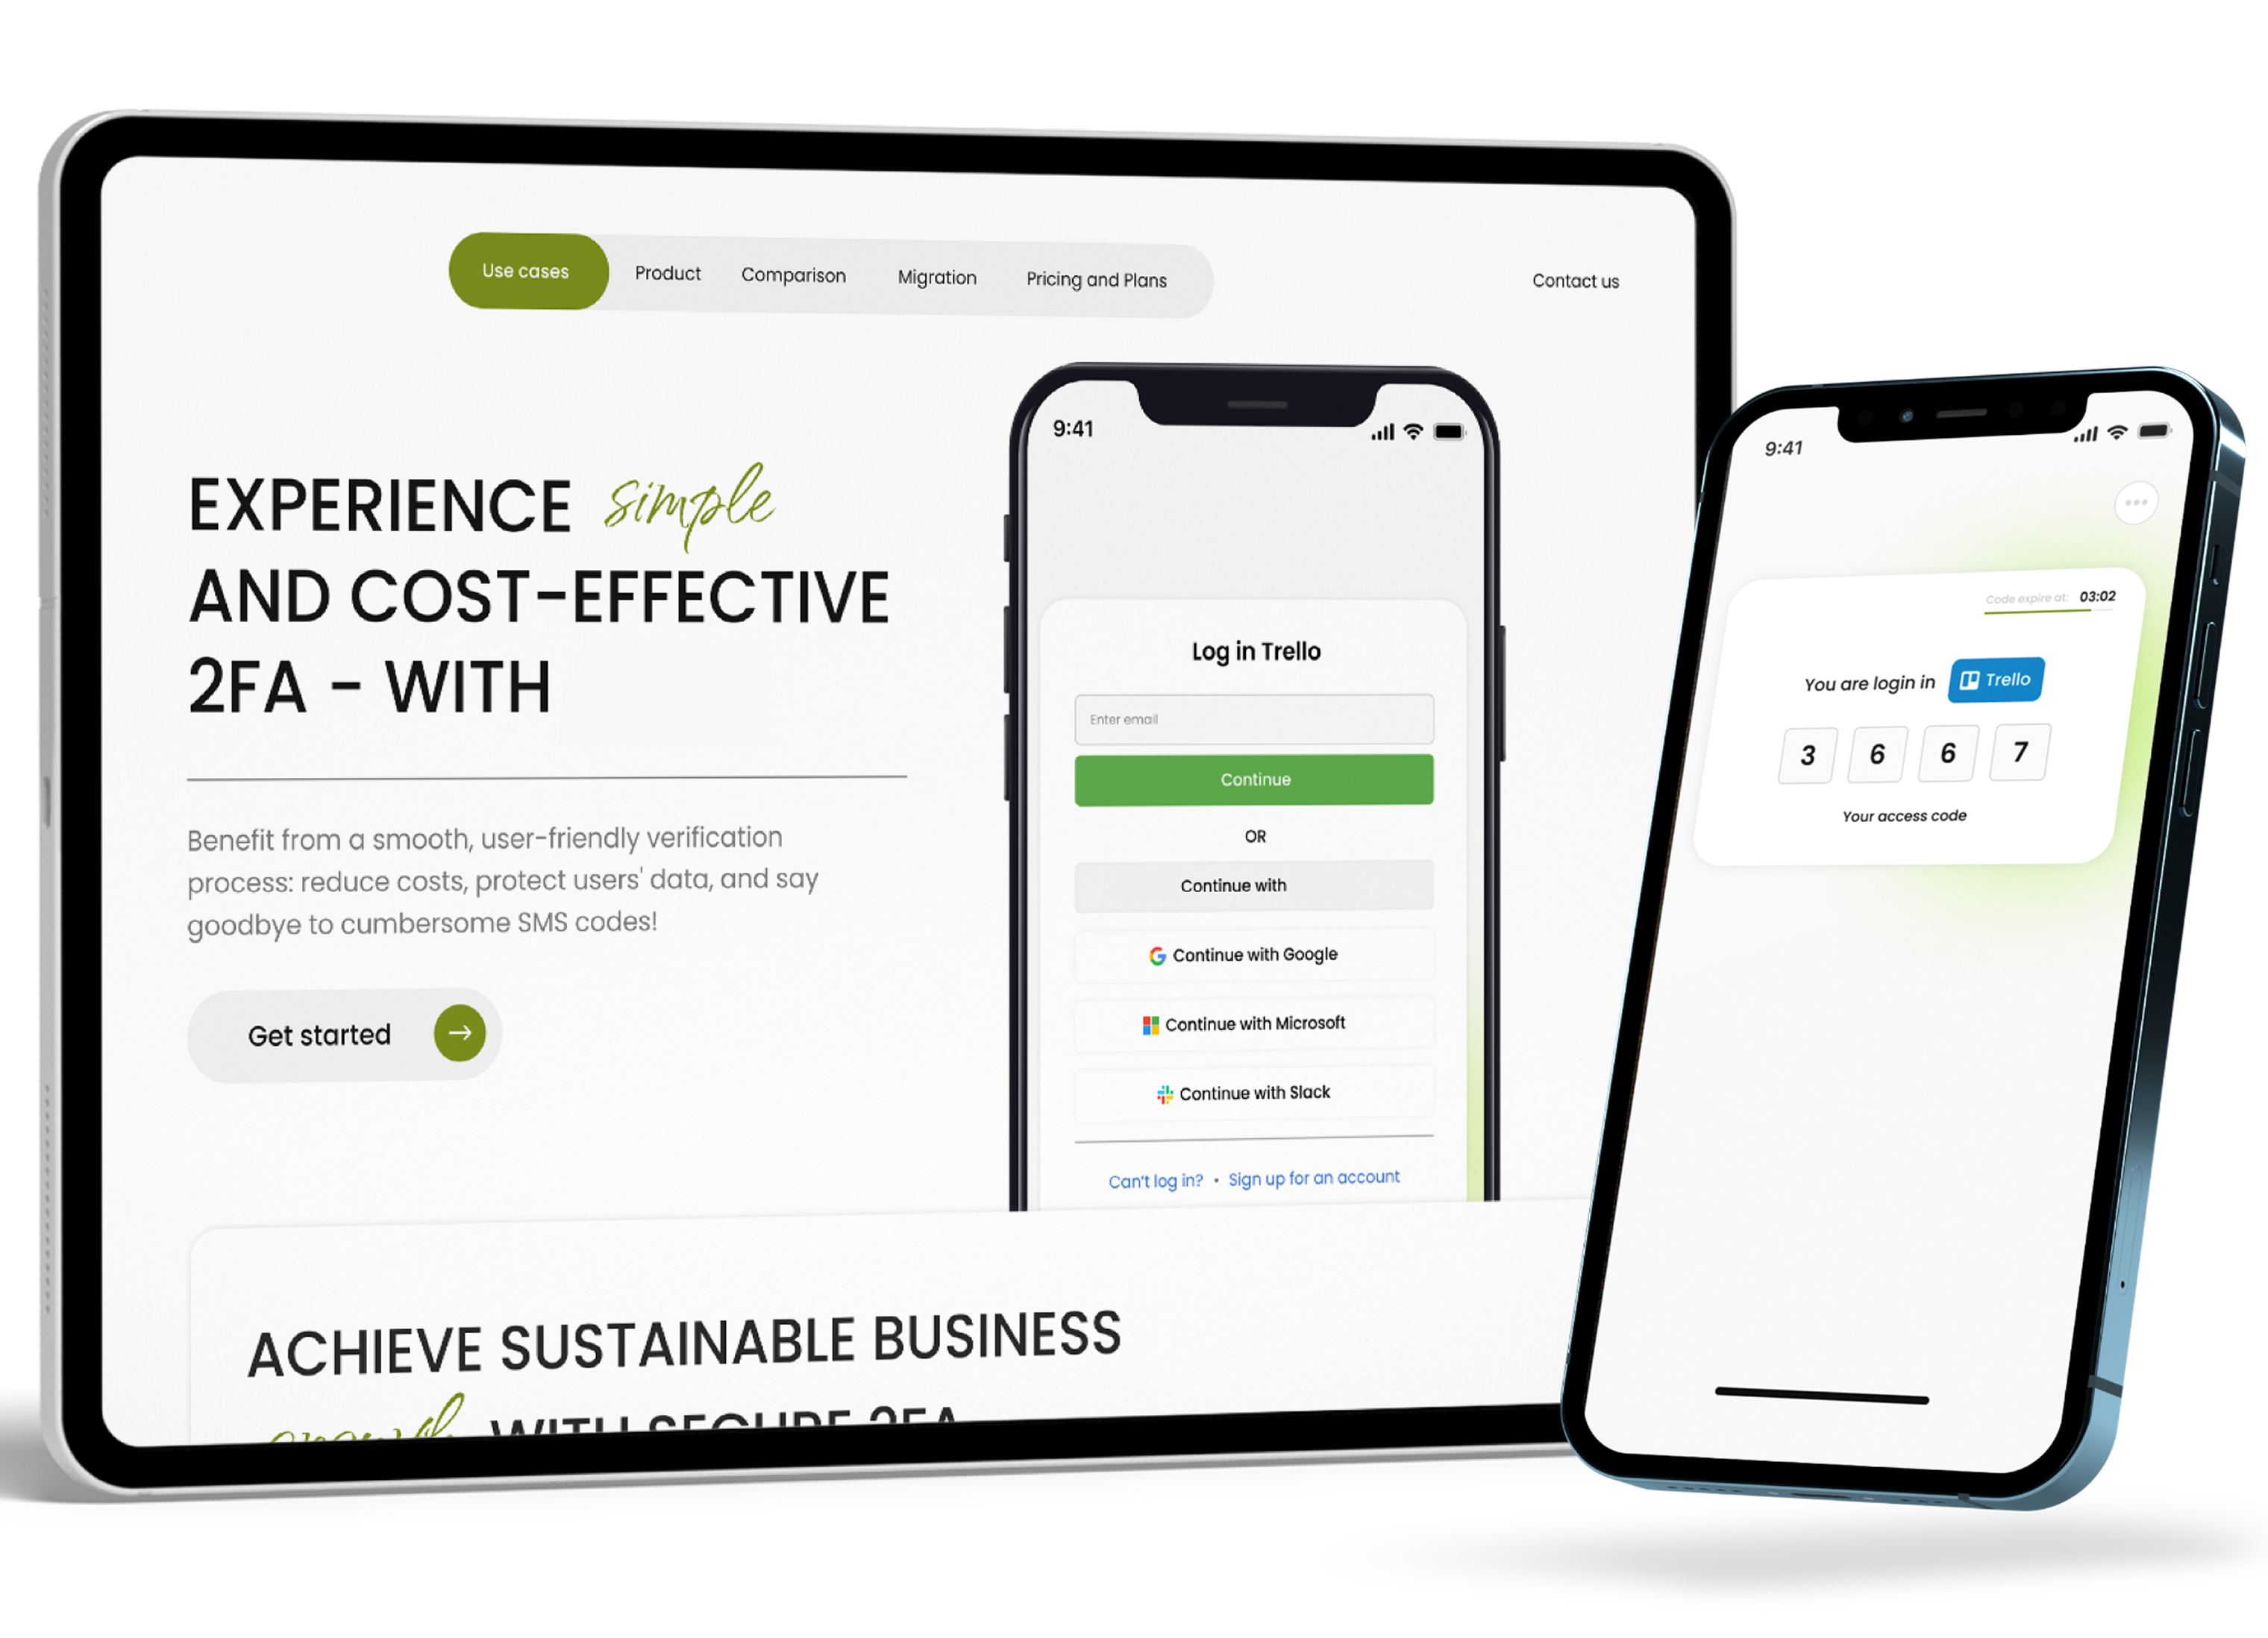 Use cases Product Comparison Migration Pricing and Plans Contact us
EXPERIENCE simple
AND COST-EFFECTIVE
2FA - WITH
Benefit from a smooth, user-friendly verification
process: reduce costs, protect users' data, and say
goodbye to cumbersome SMS codes!
Get started
9:41
Log in Trello
Enter email
Continue
OR
Continue with
Continue with Google
Continue with Microsoft
Continue with Slack
Can't log in? • Sign up for an account
ACHIEVE SUSTAINABLE BUSINESS
WITH SECURE 2FA
9:41
Code expire at: 03:02
You are login in Trello
3 6 6 7
Your access code